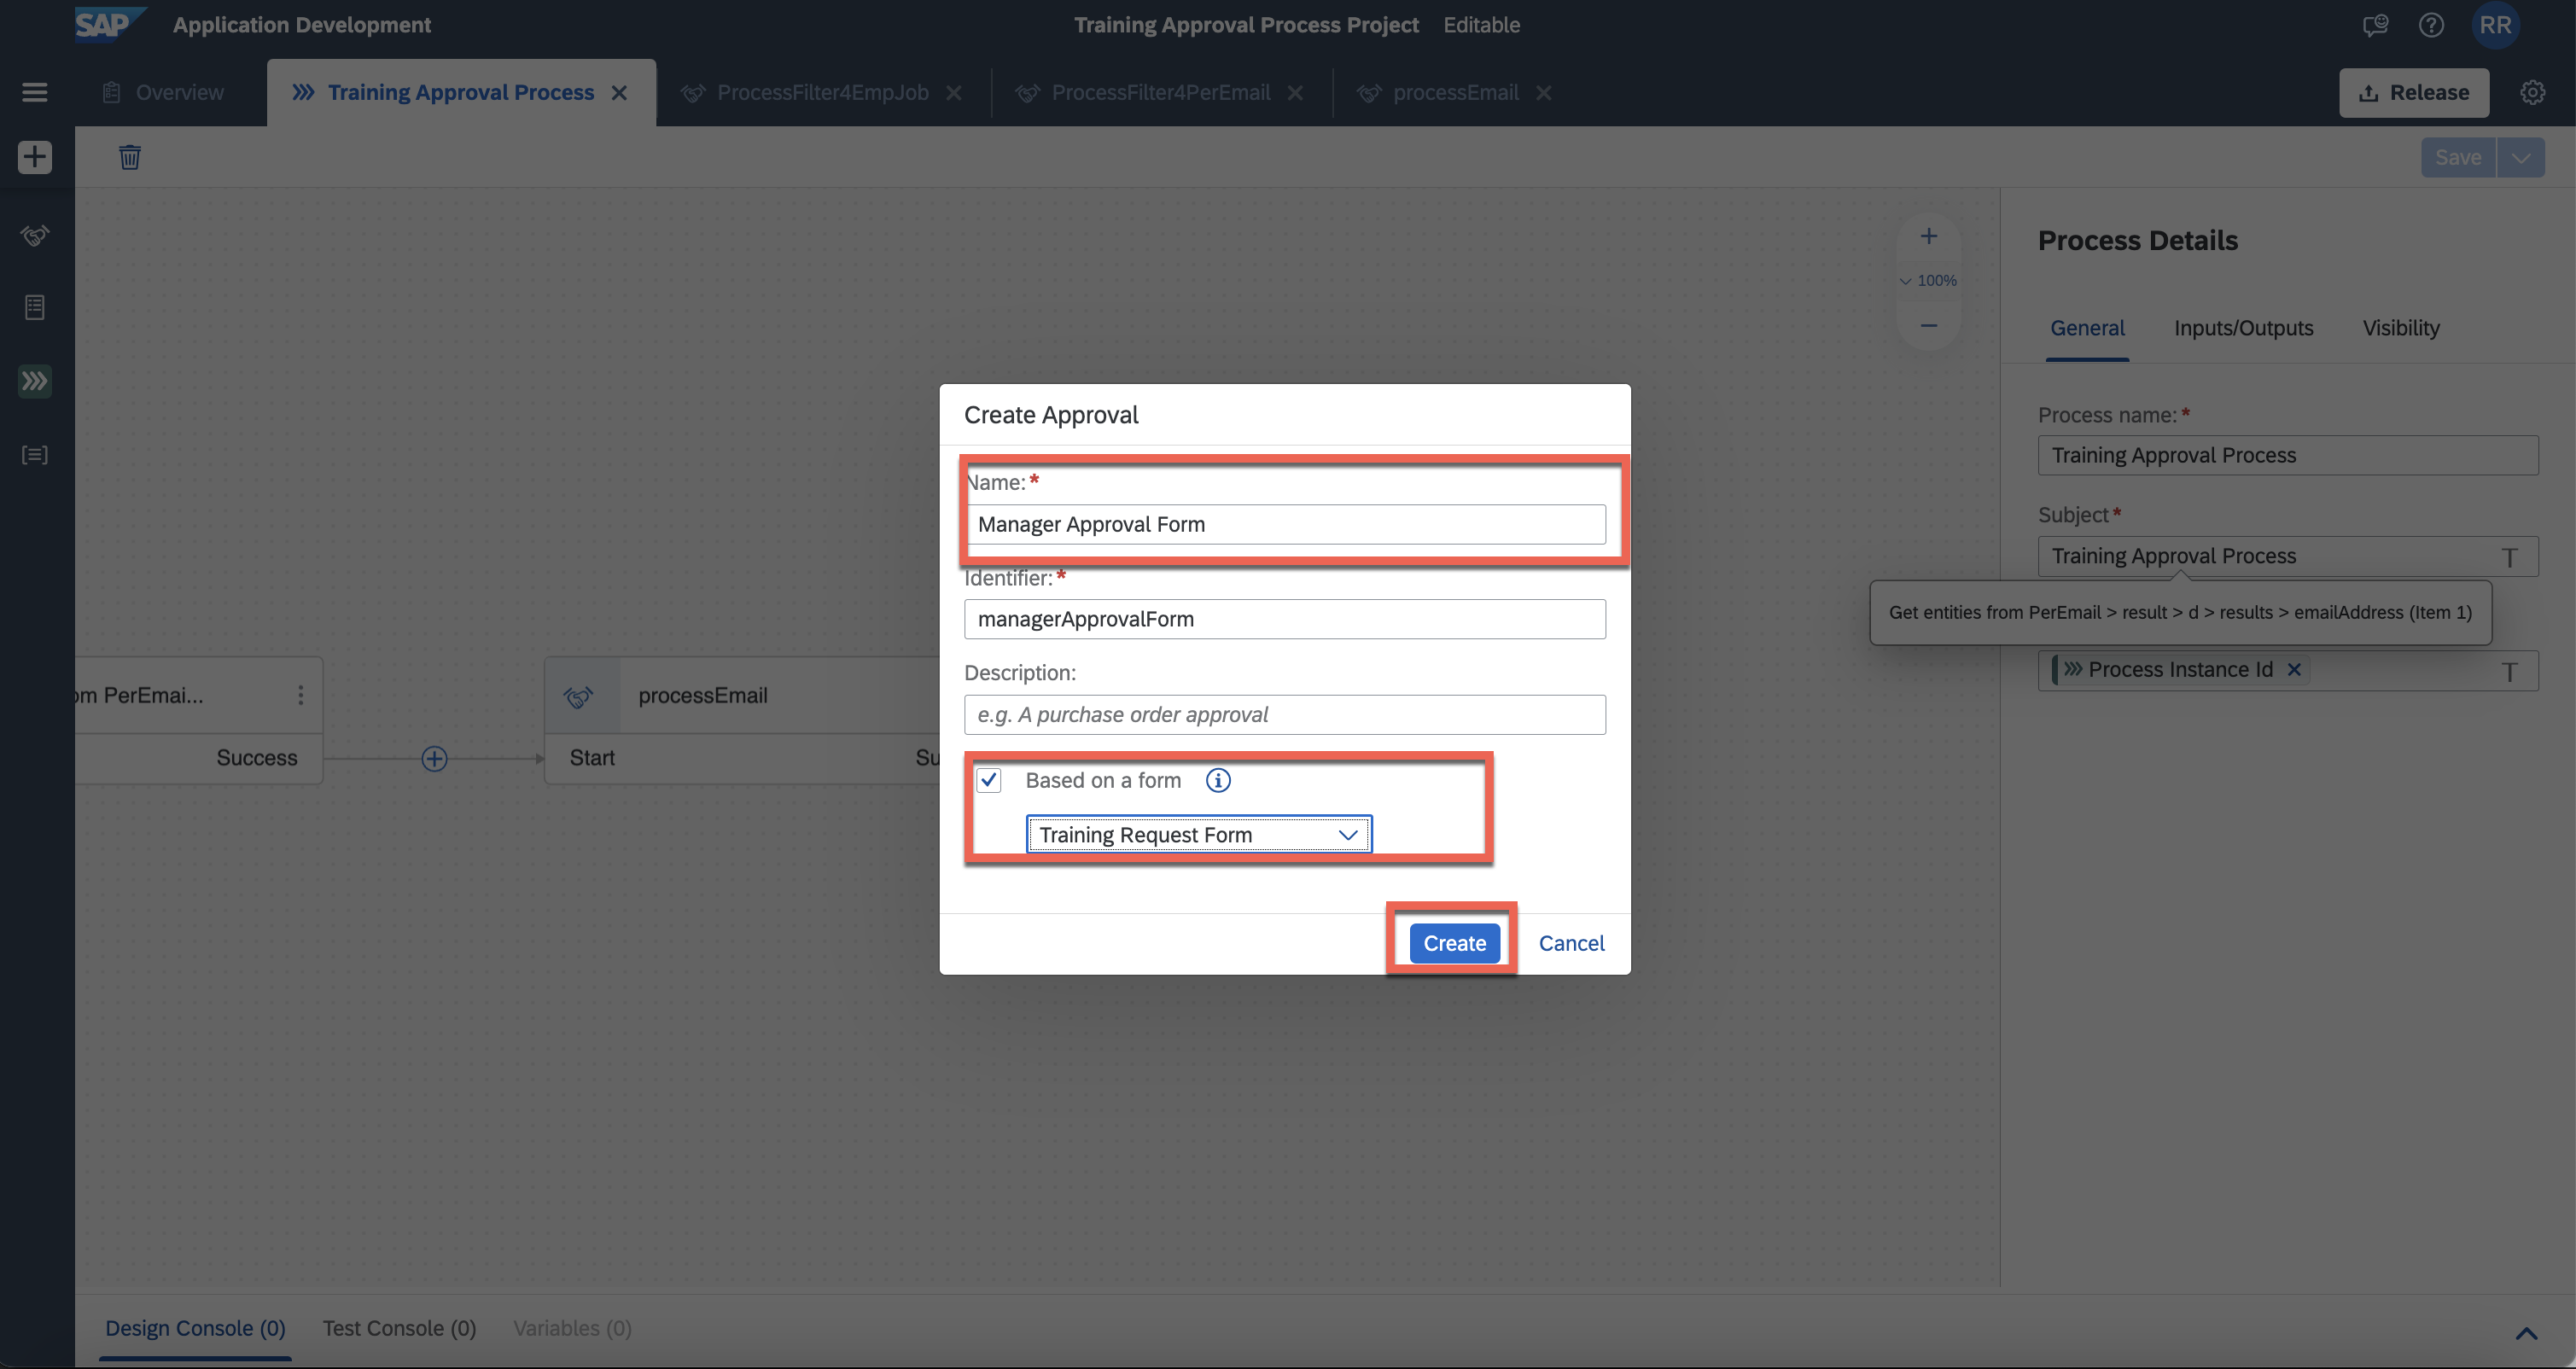 SAP Application Development
Training Approval Process Project Editable
RR
Overview
Training Approval Process
ProcessFilter4EmpJob
ProcessFilter4PerEmail
processEmail
Release
Save
100%
Process Details
General Inputs/Outputs Visibility
Process name:*
Training Approval Process
Subject*
Training Approval Process
Get entities from PerEmail > result > d > results > emailAddress (Item 1)
Process Instance Id
om PerEmai...
Success
processEmail
Start Su
Create Approval
Name:*
Manager Approval Form
Identifier:*
managerApprovalForm
Description:
e.g. A purchase order approval
Based on a form
Training Request Form
Create Cancel
Design Console (0) Test Console (0) Variables (0)